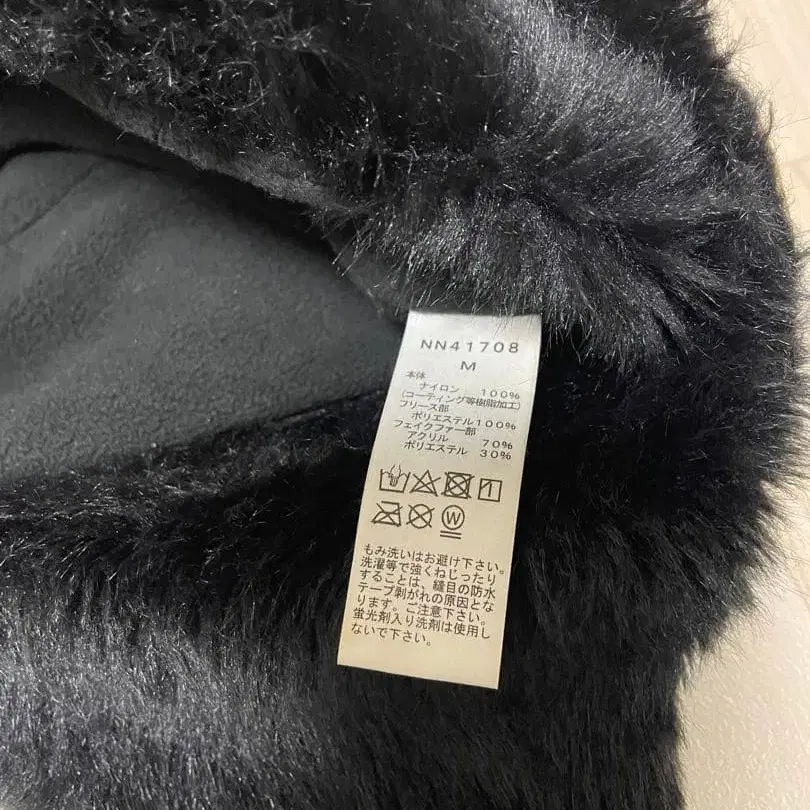 NN41708
M
本体
ナイロン 100%
(コーティング等樹脂加工)
フリース部
ポリエステル 100%
フェイクファー部
アクリル 70%
ポリエステル 30%
W
もみ洗いはお避け下さい。
洗濯等で強くねじったり
することは、縫目の防水
テープ剥がれの原因とな
ります。ご注意下さい。
蛍光剤入り洗剤は使用し
ないで下さい。